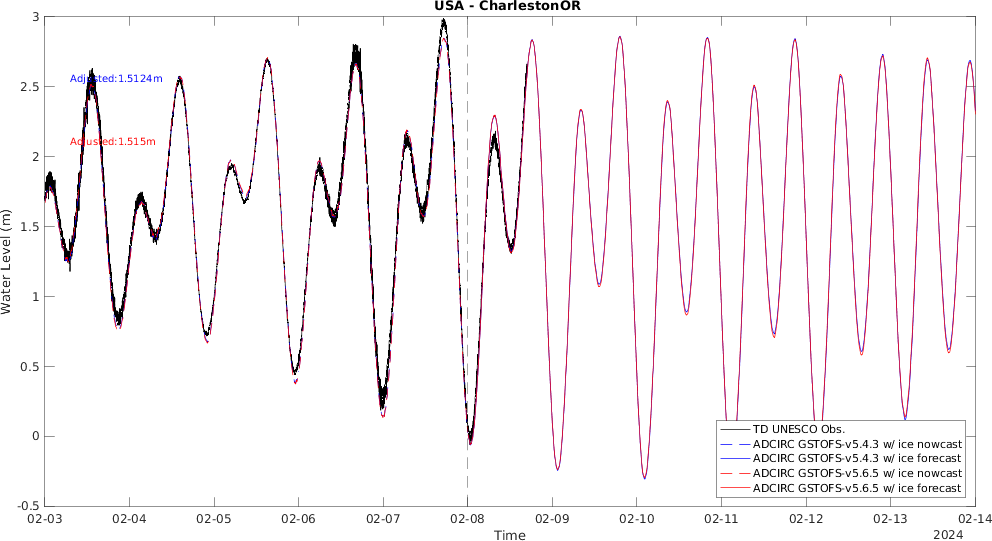 USA - CharlestonOR
3
2.5
2
1.5
1
0.5
0
-0.5
Water Level (m)
Adjusted:1.5124m
Adjusted:1.515m
TD UNESCO Obs.
ADCIRC GSTOFS-v5.4.3 w/ ice nowcast
ADCIRC GSTOFS-v5.4.3 w/ ice forecast
ADCIRC GSTOFS-v5.6.5 w/ ice nowcast
ADCIRC GSTOFS-v5.6.5 w/ ice forecast
02-03 02-04 02-05 02-06 02-07 02-08 02-09 02-10 02-11 02-12 02-13 02-14
Time
2024